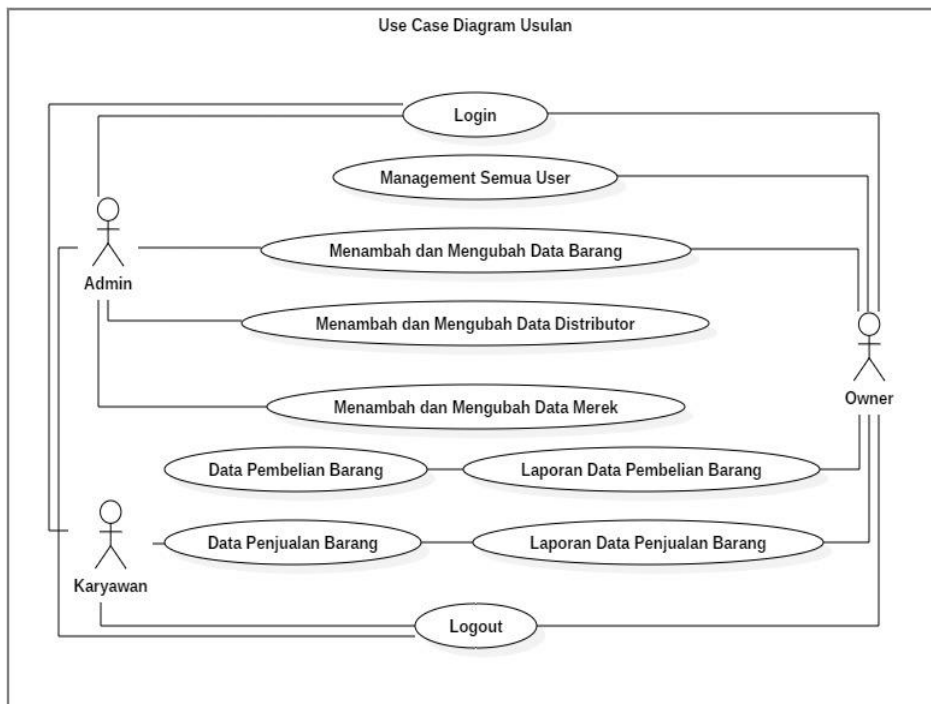 Use Case Diagram Usulan
Login
Management Semua User
Menambah dan Mengubah Data Barang
Admin
Menambah dan Mengubah Data Distributor
Menambah dan Mengubah Data Merek
Owner
Data Pembelian Barang
Laporan Data Pembelian Barang
Data Penjualan Barang
Laporan Data Penjualan Barang
Karyawan
Logout